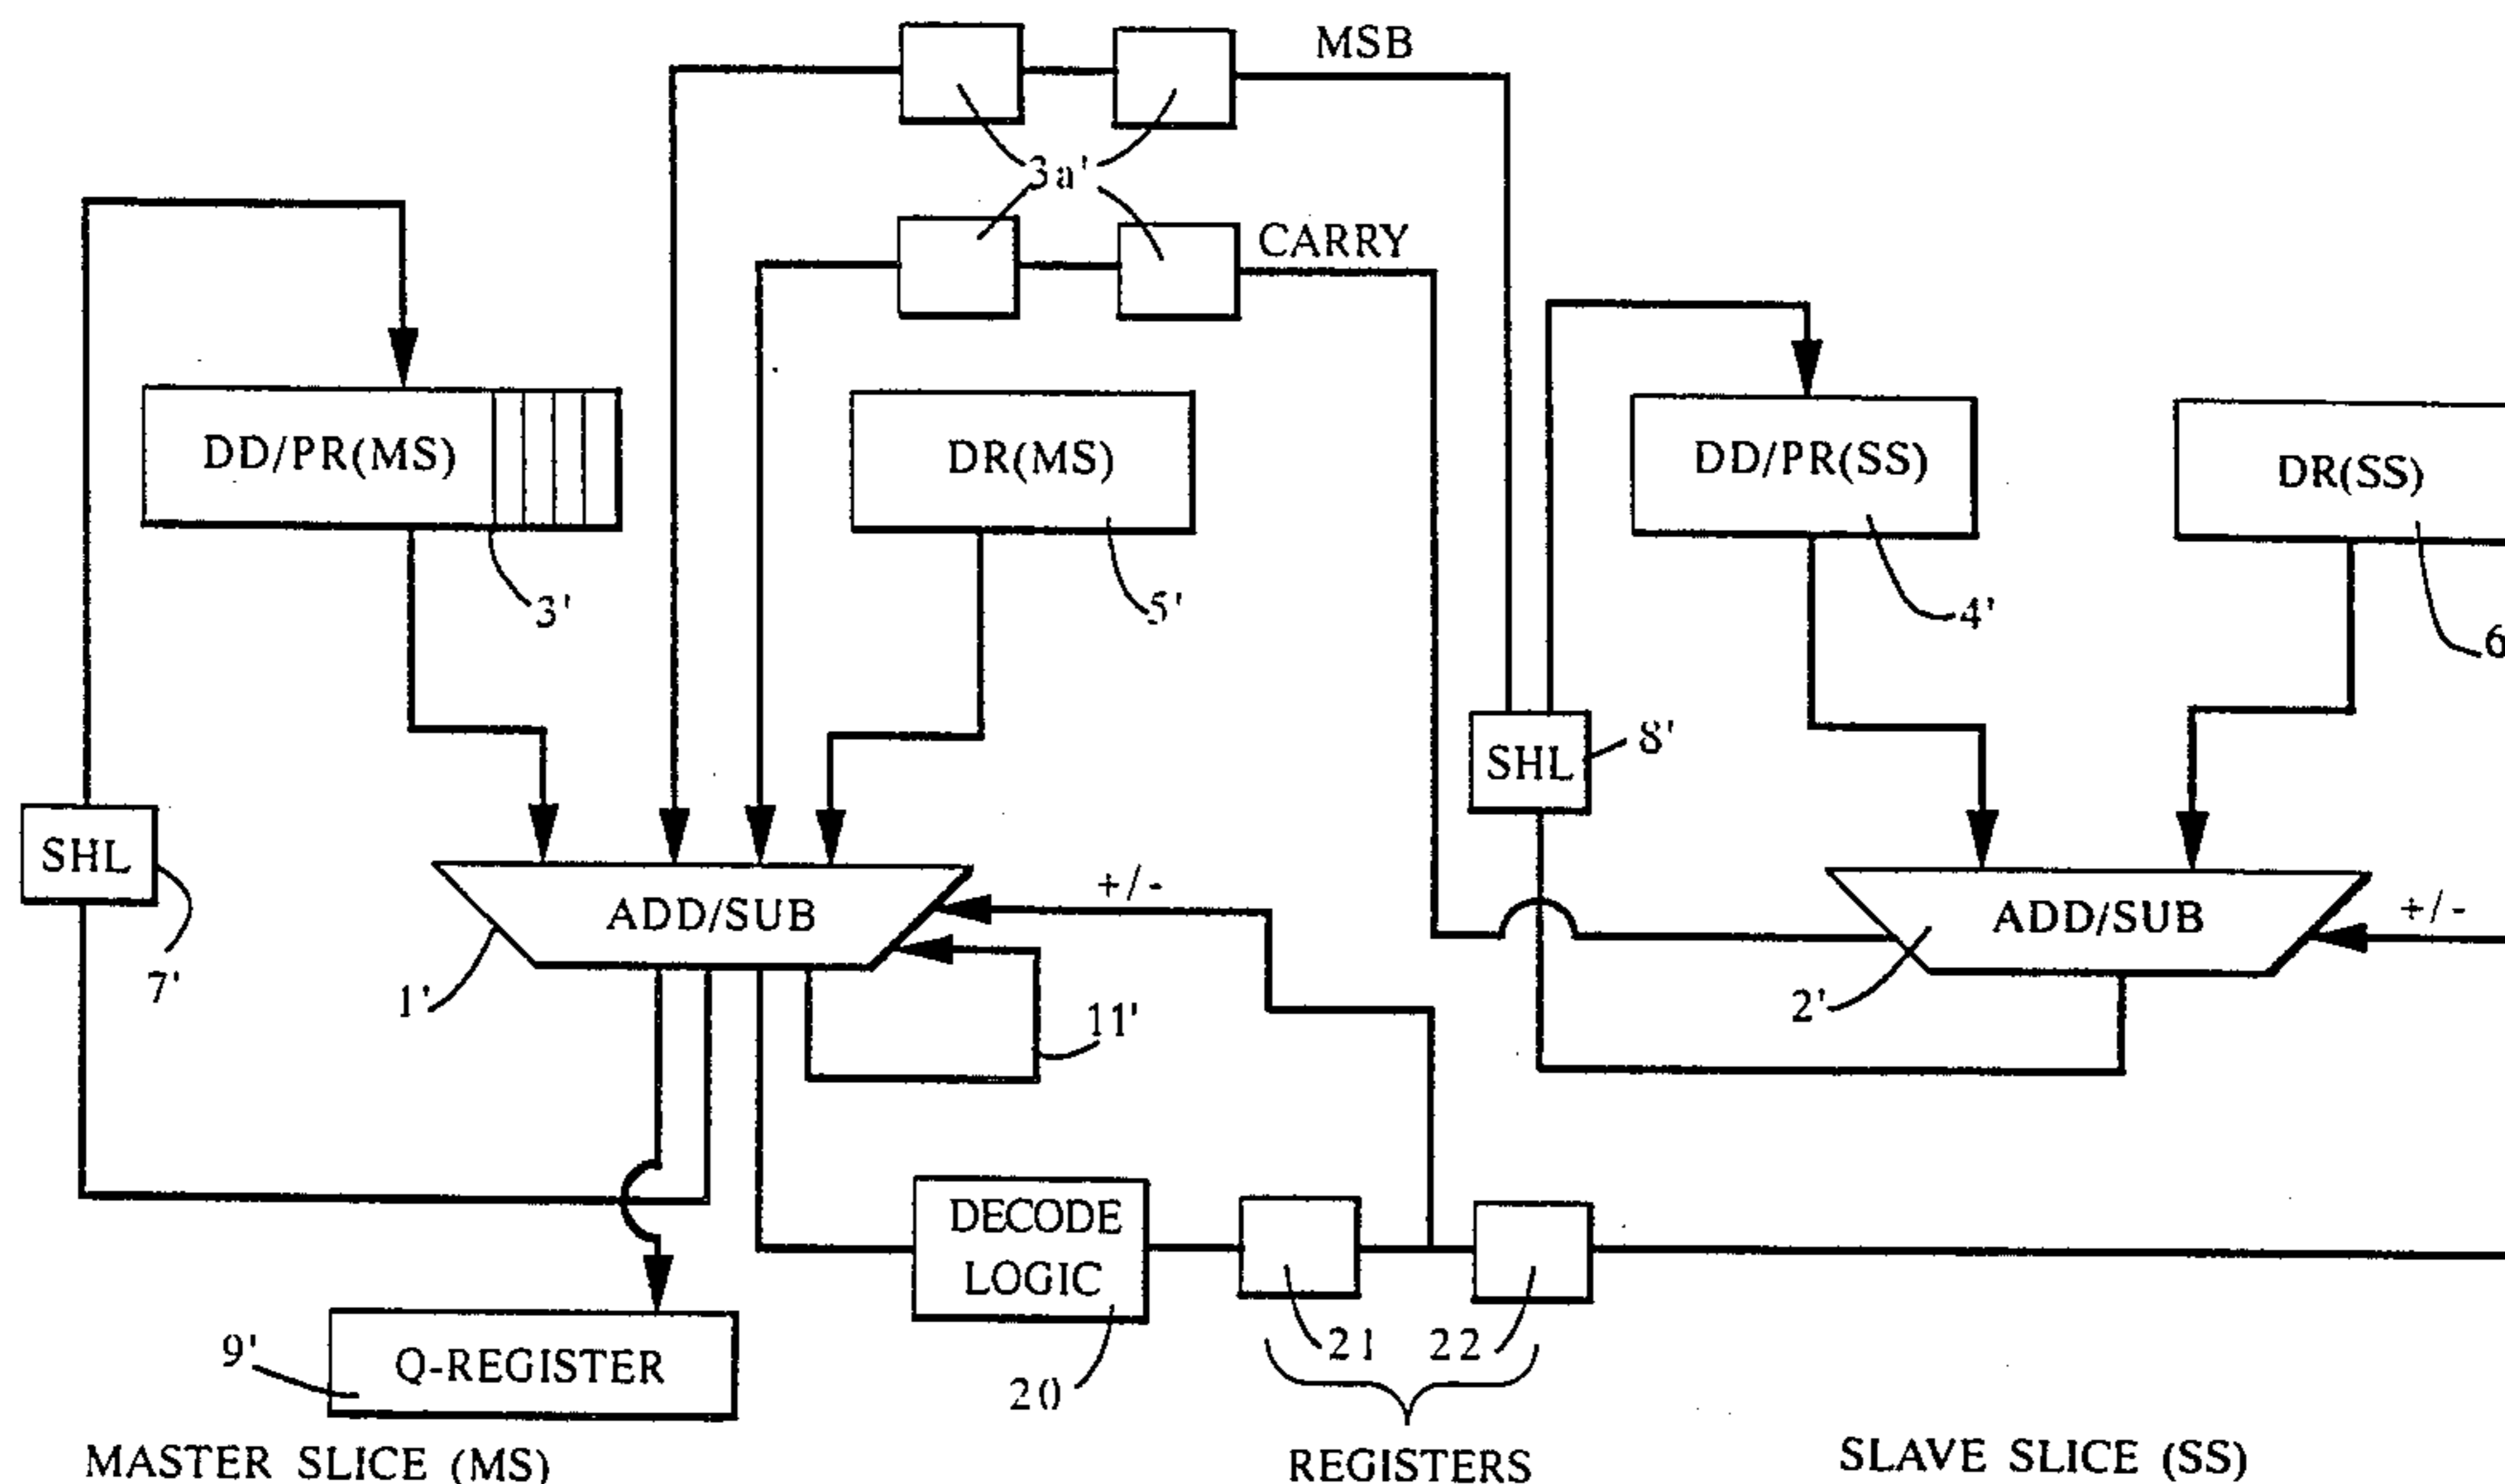 MSB
3a'
CARRY
DD/PR(MS)
DR(MS)
DD/PR(SS)
DR(SS)
3'
5'
4'
6
SHL
8'
SHL
7'
ADD/SUB
+/-
ADD/SUB
+/-
1'
11'
2'
DECODE
LOGIC
9'
Q-REGISTER
20
21
22
MASTER SLICE (MS)
REGISTERS
SLAVE SLICE (SS)